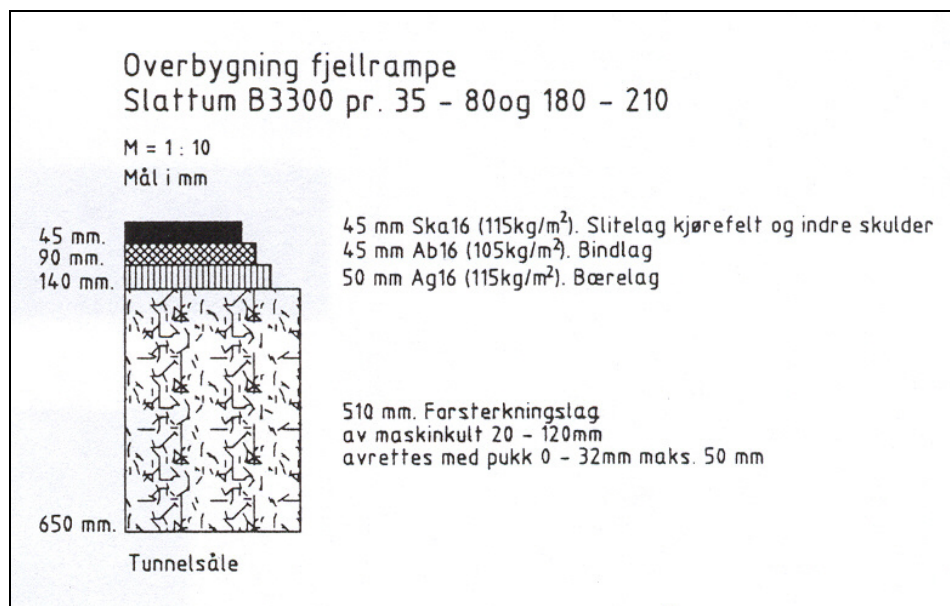 Overbygning fjellrampe
Slattum B3300 pr. 35 - 80og 180 - 210
M = 1 : 10
Mål i mm
45 mm.
90 mm.
140 mm.
45 mm Ska16 (115kg/m²). Slitelag kjørefelt og indre skulder
45 mm Ab16 (105kg/m²). Bindlag
50 mm Ag16 (115kg/m²). Bærelag
510 mm. Forsterkningslag
av maskinkult 20 - 120mm
avrettes med pukk 0 - 32mm maks. 50 mm
650 mm.
Tunnelsåle